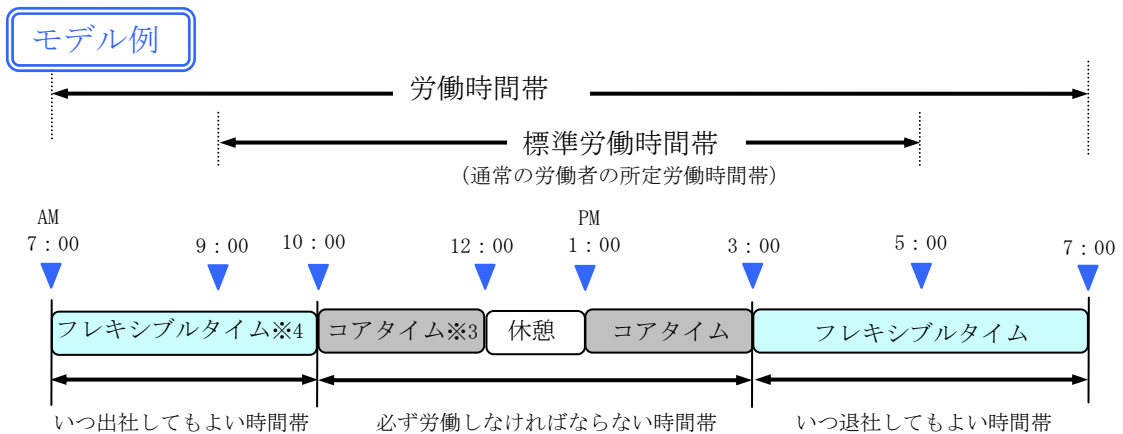 モデル例
労働時間帯
標準労働時間帯
（通常の労働者の所定労働時間帯）
AM PM
7：00 9：00 10：00 12：00 1：00 3：00 5：00 7：00
フレキシブルタイム※4 コアタイム※3 休憩 コアタイム フレキシブルタイム
いつ出社してもよい時間帯 必ず労働しなければならない時間帯 いつ退社してもよい時間帯